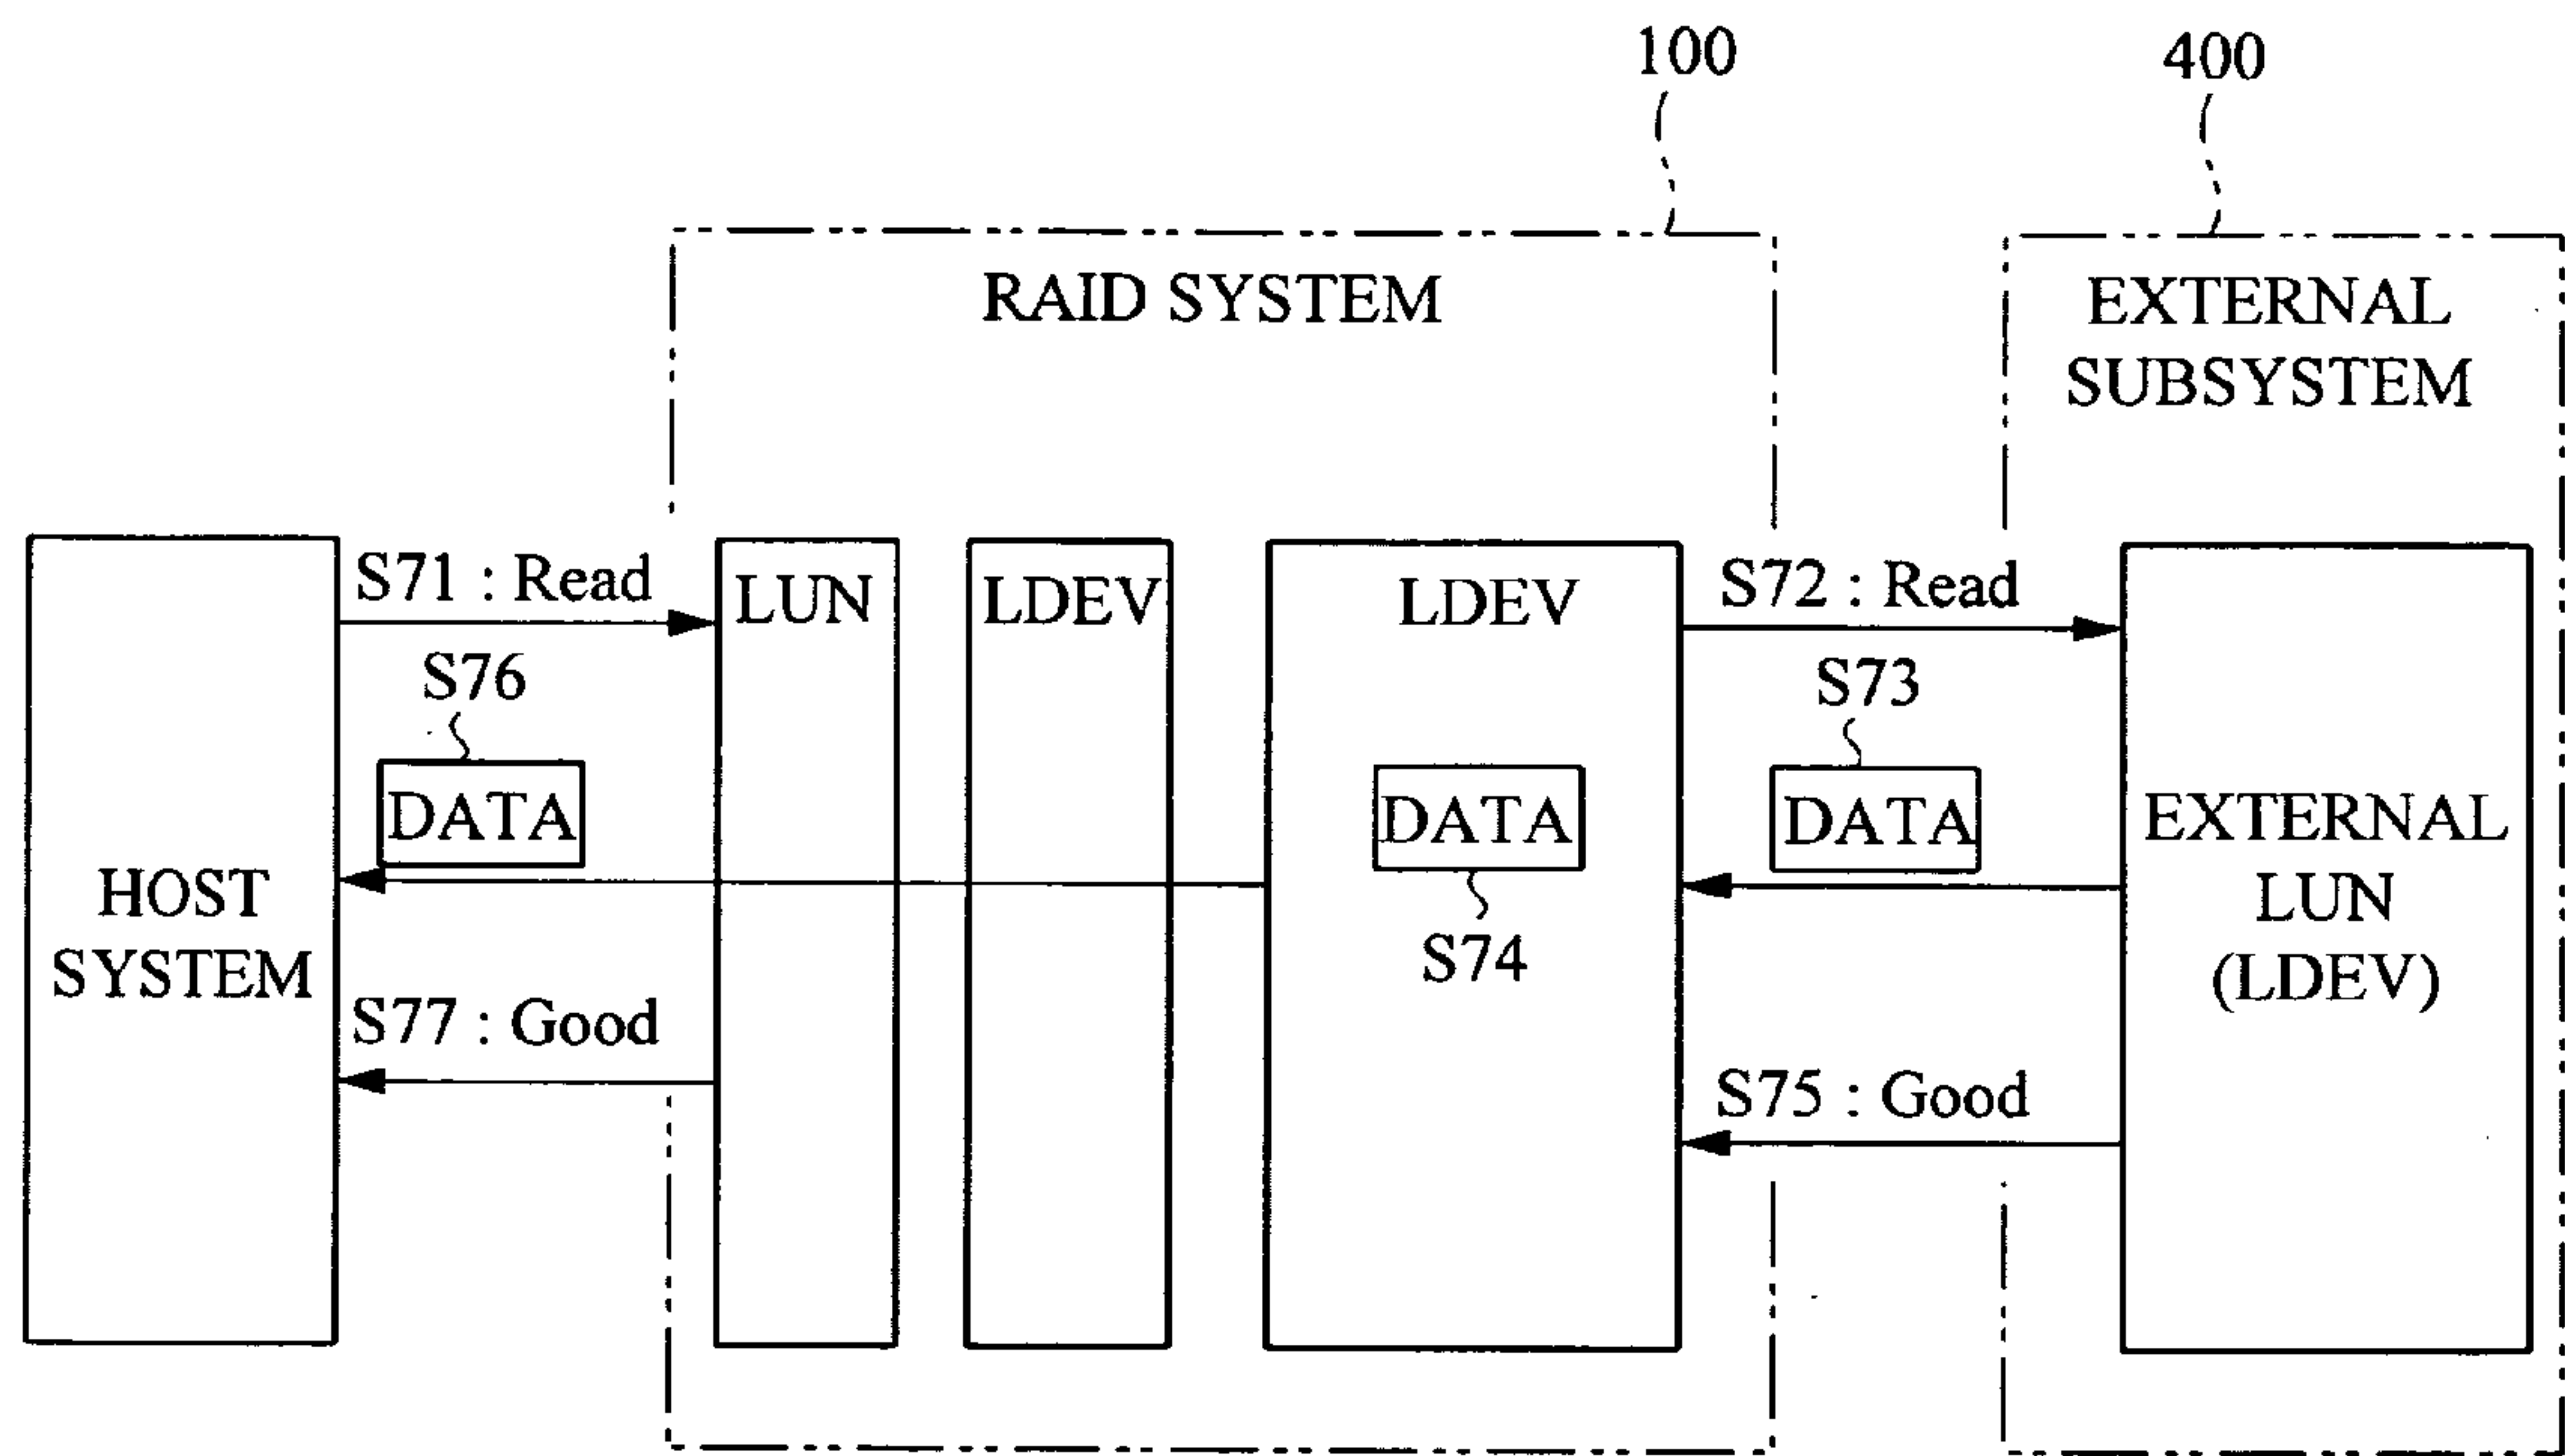 100
400
RAID SYSTEM
EXTERNAL
SUBSYSTEM
S71 : Read
LUN
LDEV
LDEV
S72 : Read
S76
S73
DATA
DATA
DATA
HOST
SYSTEM
S74
EXTERNAL
LUN
(LDEV)
S77 : Good
S75 : Good